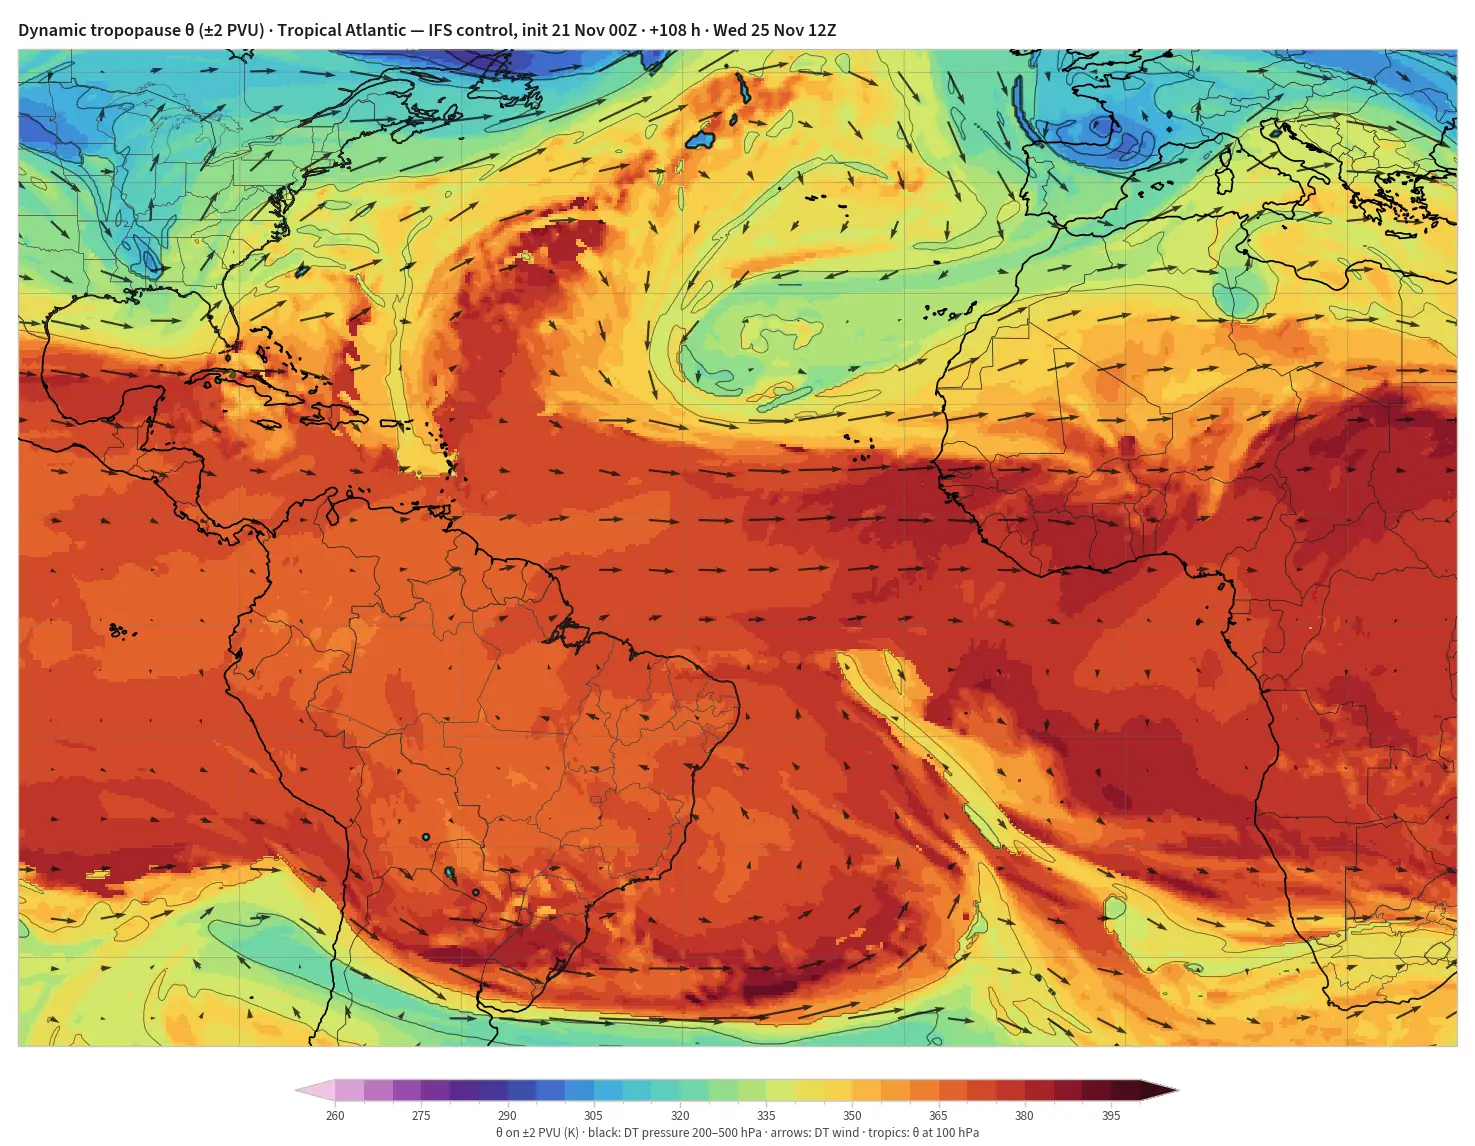 Dynamic tropopause θ (±2 PVU) · Tropical Atlantic — IFS control, init 21 Nov 00Z · +108 h · Wed 25 Nov 12Z
260 275 290 305 320 335 350 365 380 395
θ on ±2 PVU (K) · black: DT pressure 200–500 hPa · arrows: DT wind · tropics: θ at 100 hPa